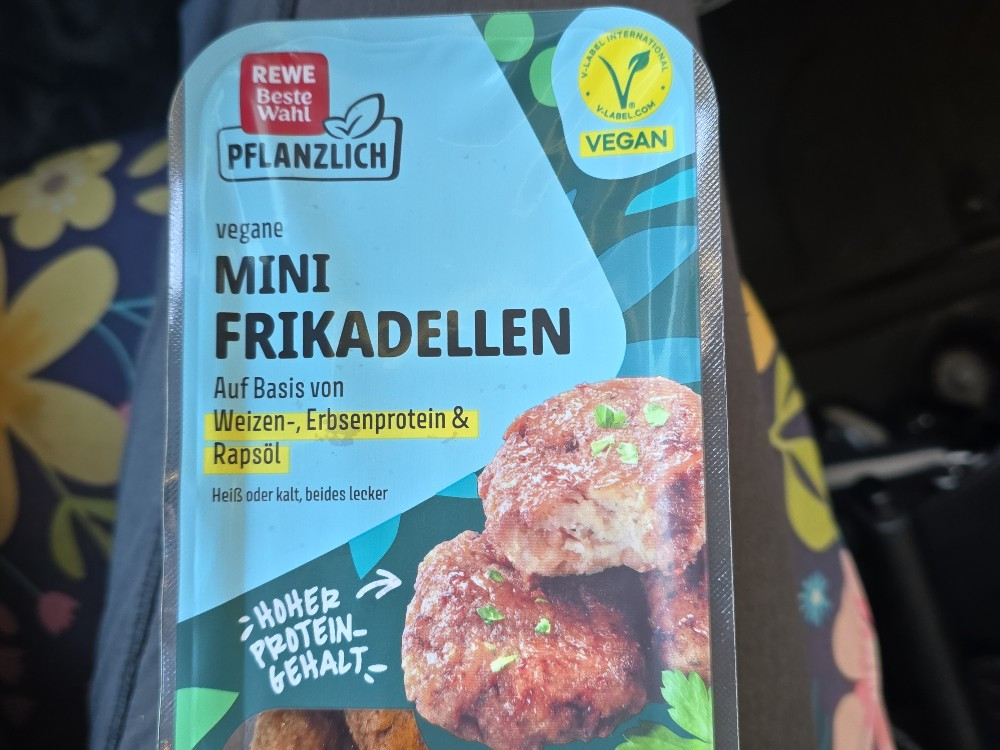 REWE
Beste
Wahl
PFLANZLICH
V-LABEL INTERNATIONAL
V-LABEL.COM
VEGAN
vegane
MINI
FRIKADELLEN
Auf Basis von
Weizen-, Erbsenprotein &
Rapsöl
Heiß oder kalt, beides lecker
HOHER
PROTEIN-
GEHALT